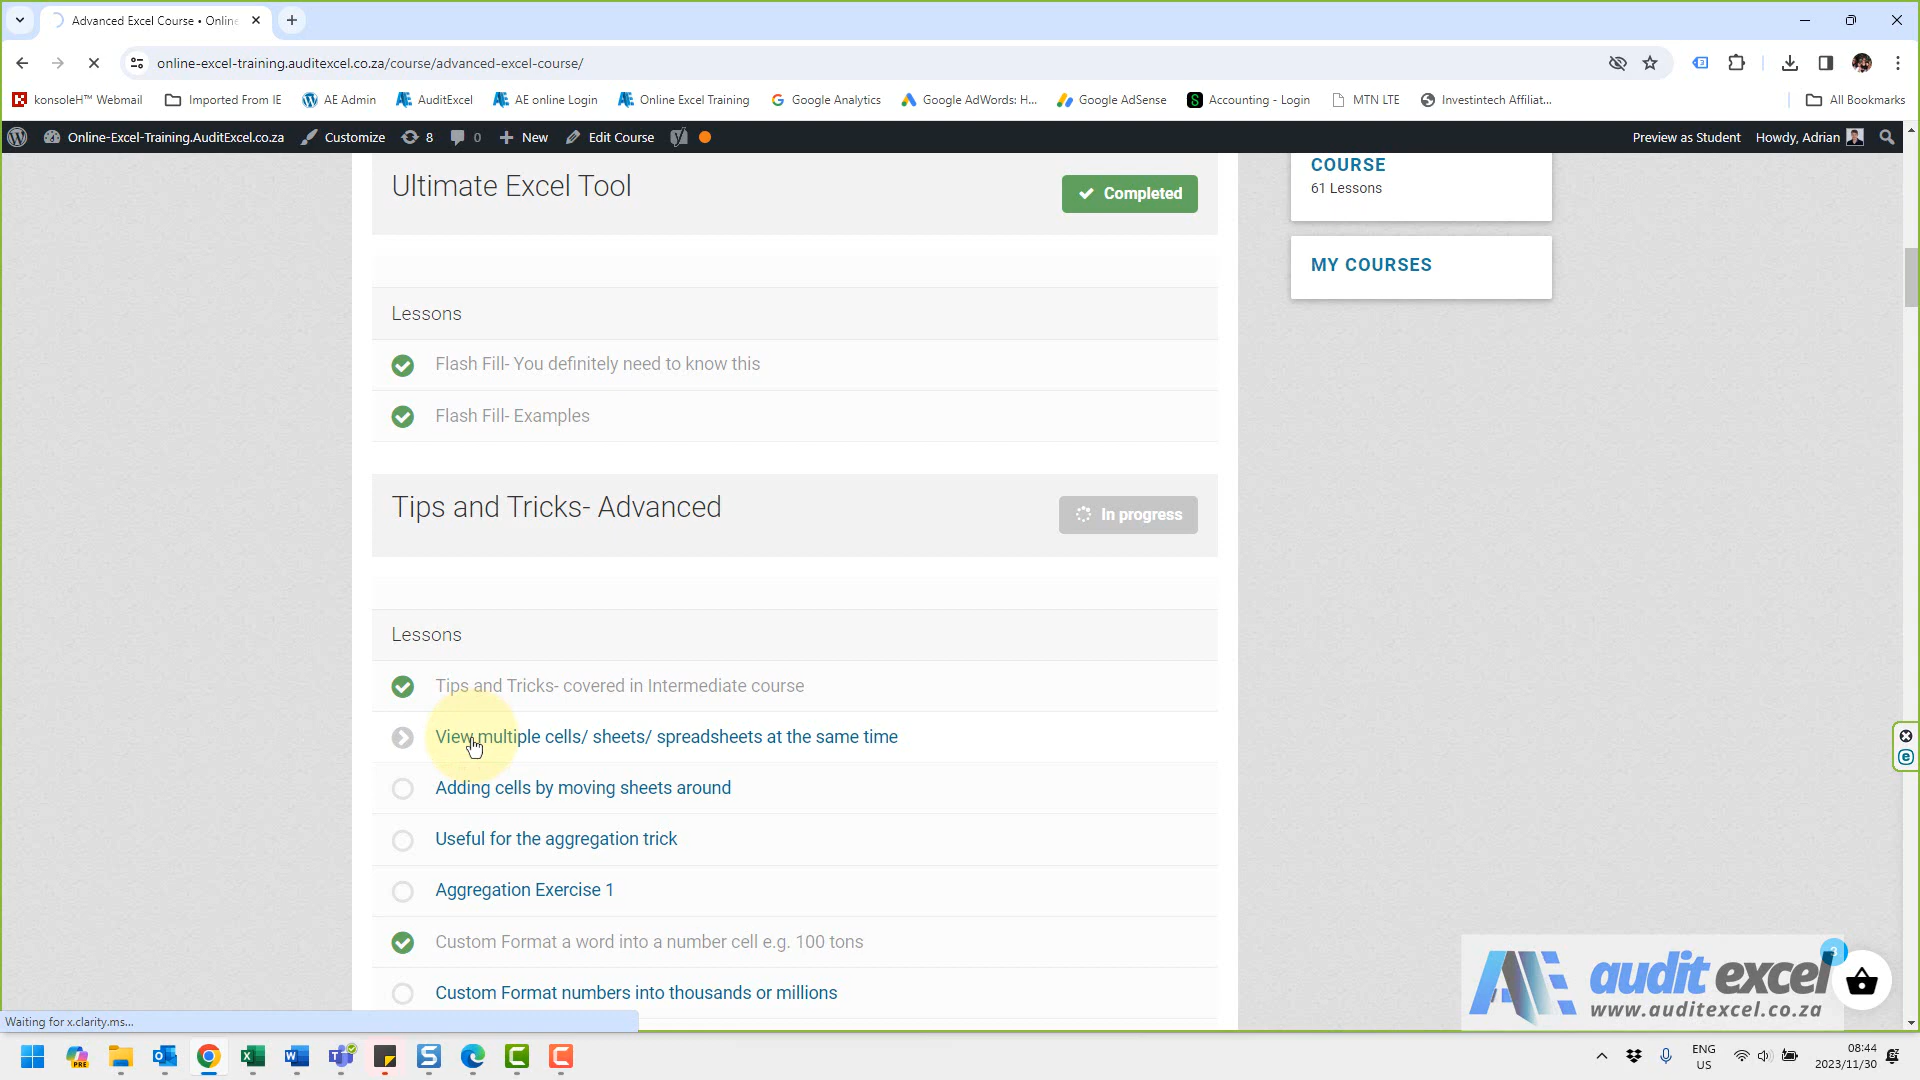 Advanced Excel Course • Online
online-excel-training.auditexcel.co.za/course/advanced-excel-course/
konsoleH™ Webmail
Imported From IE
AE Admin
AuditExcel
AE online Login
Online Excel Training
Google Analytics
Google AdWords: H...
Google AdSense
Accounting - Login
MTN LTE
Investintech Affiliat...
All Bookmarks
Online-Excel-Training.AuditExcel.co.za
Customize
8
0
New
Edit Course
Preview as Student
Howdy, Adrian
Ultimate Excel Tool
Completed
COURSE
61 Lessons
MY COURSES
Lessons
Flash Fill- You definitely need to know this
Flash Fill- Examples
Tips and Tricks- Advanced
In progress
Lessons
Tips and Tricks- covered in Intermediate course
View multiple cells/ sheets/ spreadsheets at the same time
Adding cells by moving sheets around
Useful for the aggregation trick
Aggregation Exercise 1
Custom Format a word into a number cell e.g. 100 tons
Custom Format numbers into thousands or millions
audit excel
www.auditexcel.co.za
3
Waiting for x.clarity.ms...
ENG
US
08:44
2023/11/30